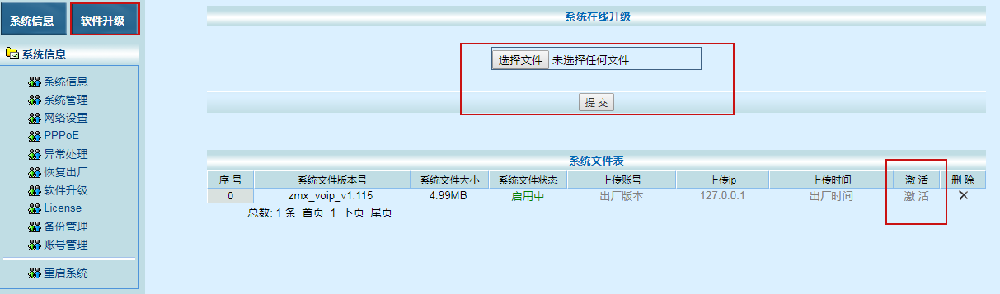 系统信息 软件升级
系统信息
系统信息
系统管理
网络设置
PPPoE
异常处理
恢复出厂
软件升级
License
备份管理
账号管理
重启系统
系统在线升级
选择文件 未选择任何文件
提 交
系统文件表
序 号 系统文件版本号 系统文件大小 系统文件状态 上传账号 上传ip 上传时间 激 活 删 除
0 zmx_voip_v1.115 4.99MB 启用中 出厂版本 127.0.0.1 出厂时间 激 活
总数: 1 条 首页 1 下页 尾页